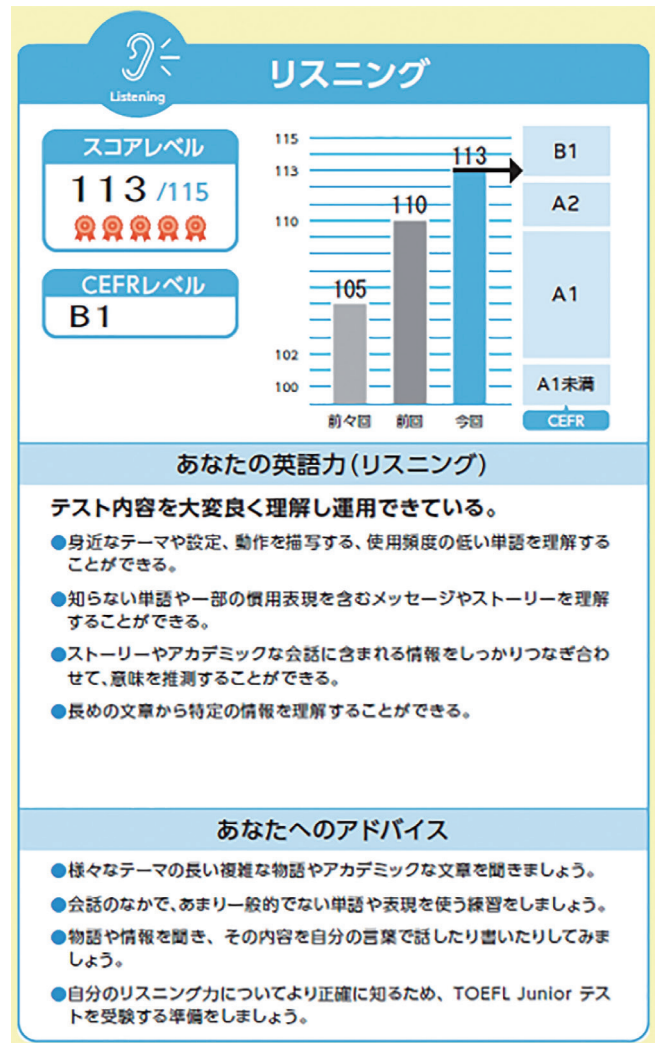 Listening
リスニング
スコアレベル
113 /115
CEFRレベル
B1
115
113
110
102
100
105
110
113
前々回
前回
今回
B1
A2
A1
A1未満
CEFR
あなたの英語力(リスニング)
テスト内容を大変良く理解し運用できている。
●身近なテーマや設定、動作を描写する、使用頻度の低い単語を理解する
ことができる。
●知らない単語や一部の慣用表現を含むメッセージやストーリーを理解
することができる。
●ストーリーやアカデミックな会話に含まれる情報をしっかりつなぎ合わ
せて、意味を推測することができる。
●長めの文章から特定の情報を理解することができる。
あなたへのアドバイス
●様々なテーマの長い複雑な物語やアカデミックな文章を聞きましょう。
●会話のなかで、あまり一般的でない単語や表現を使う練習をしましょう。
●物語や情報を聞き、その内容を自分の言葉で話したり書いたりしてみま
しょう。
●自分のリスニング力についてより正確に知るため、TOEFL Junior テス
トを受験する準備をしましょう。